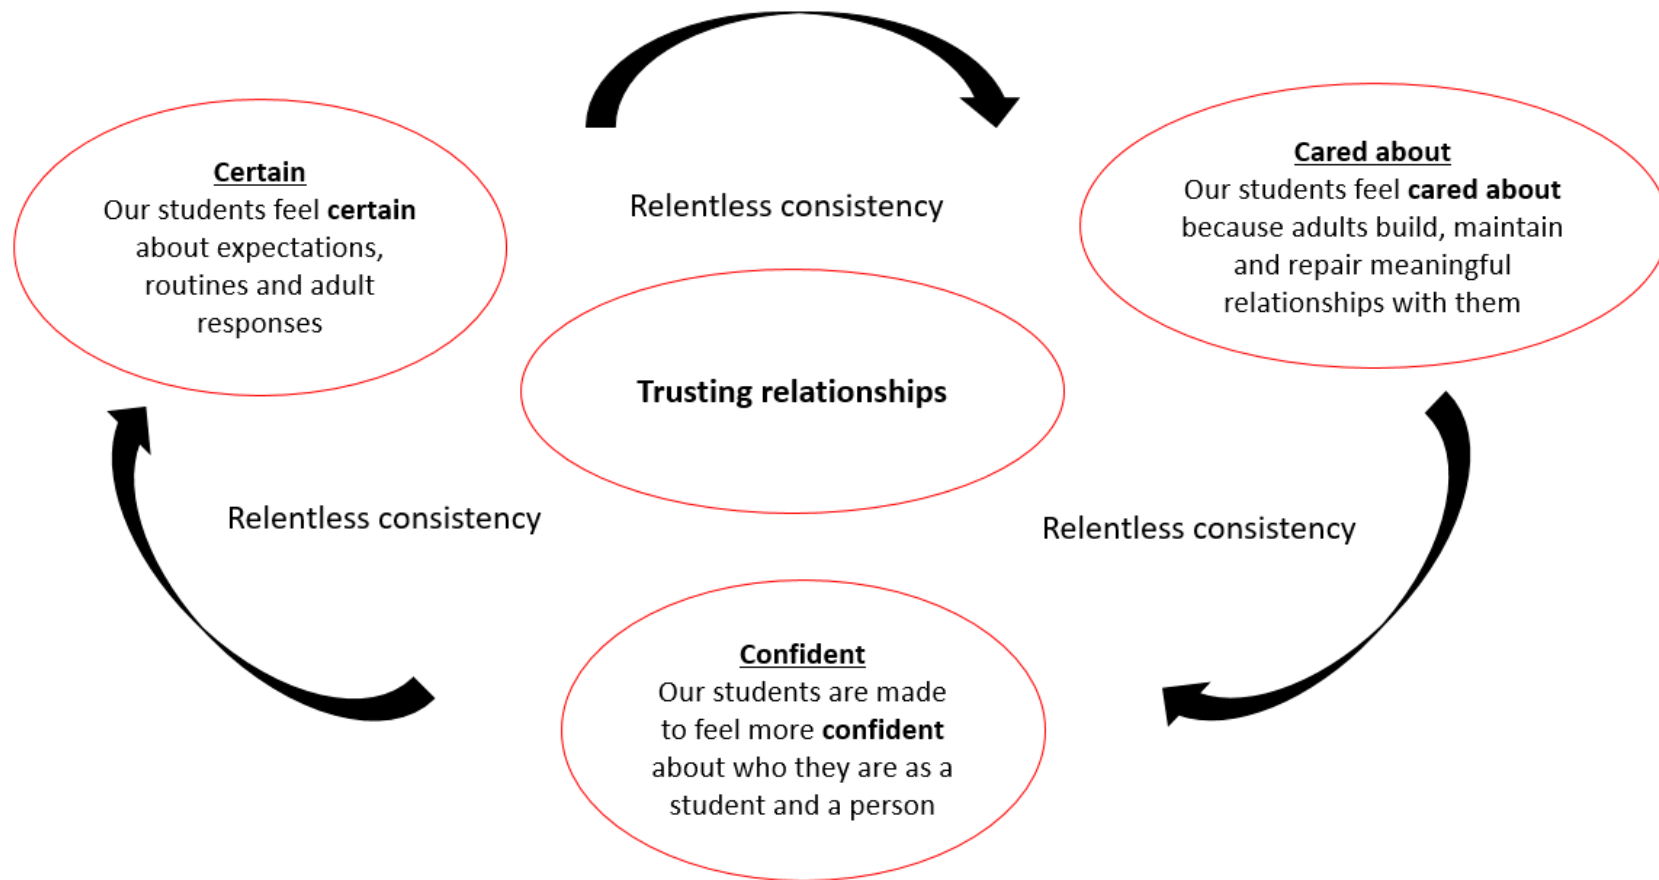 Certain
Our students feel certain
about expectations,
routines and adult
responses
Relentless consistency
Cared about
Our students feel cared about
because adults build, maintain
and repair meaningful
relationships with them
Trusting relationships
Relentless consistency
Relentless consistency
Confident
Our students are made
to feel more confident
about who they are as a
student and a person